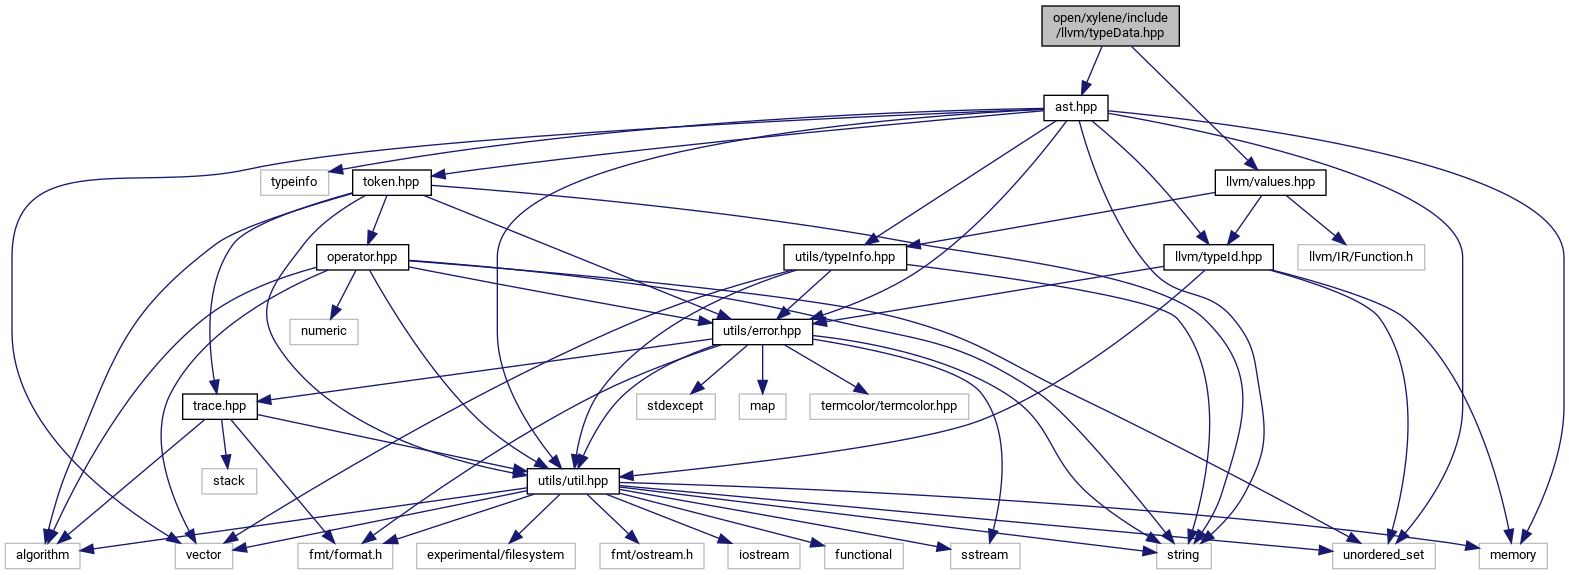 open/xylene/include
/llvm/typeData.hpp
ast.hpp
typeinfo
token.hpp
llvm/values.hpp
operator.hpp
utils/typeInfo.hpp
llvm/typeId.hpp
llvm/IR/Function.h
numeric
utils/error.hpp
trace.hpp
stdexcept
map
termcolor/termcolor.hpp
stack
utils/util.hpp
algorithm
vector
fmt/format.h
experimental/filesystem
fmt/ostream.h
iostream
functional
sstream
string
unordered_set
memory